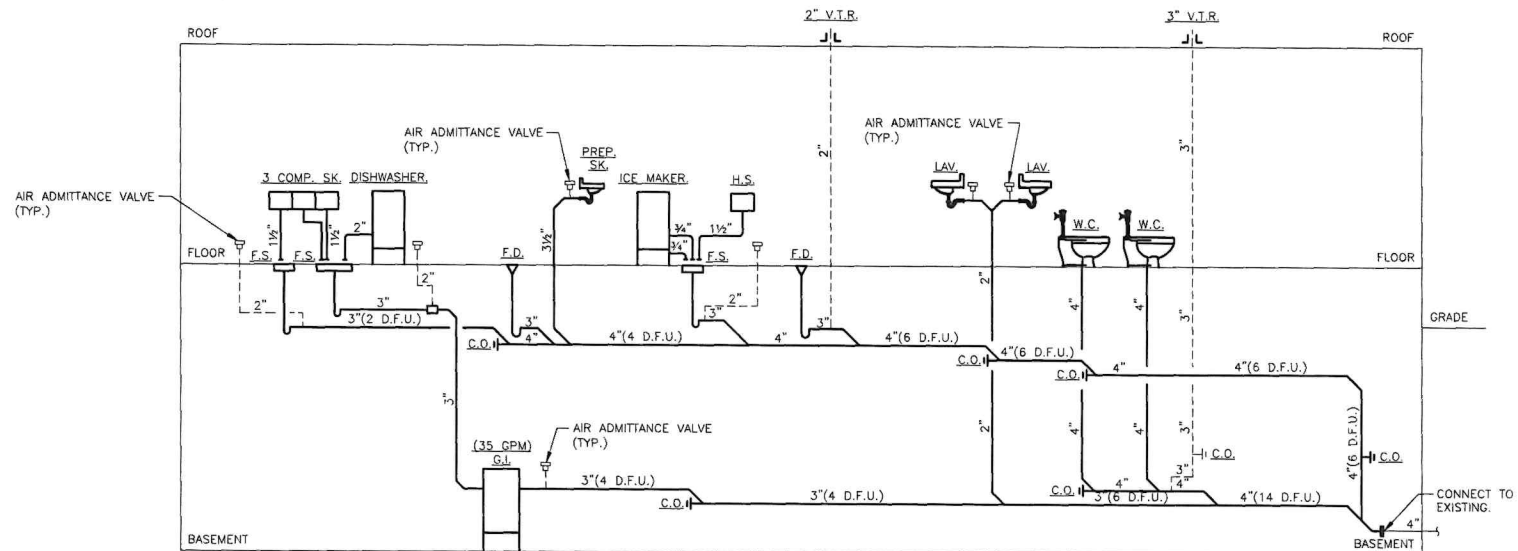 2" V.T.R.
3" V.T.R.
ROOF
ROOF
AIR ADMITTANCE VALVE
(TYP.)
PREP.
SK.
2"
AIR ADMITTANCE VALVE
(TYP.)
3"
3 COMP. SK.
DISHWASHER.
ICE MAKER.
H.S.
LAV.
LAV.
AIR ADMITTANCE VALVE
(TYP.)
1½"
1½"
2"
3½"
¾"
¾"
1½"
W.C.
W.C.
FLOOR
F.S.
F.S.
F.D.
F.S.
F.D.
FLOOR
2"
2"
3"
3"(2 D.F.U.)
3"
C.O.
4"
4"(4 D.F.U.)
3"
2"
4"
3"
4"(6 D.F.U.)
2"
4"
4"
3"
GRADE
C.O.
4"(6 D.F.U.)
C.O.
4"
4"(6 D.F.U.)
3"
2"
4"
4"
3"
4"(6 D.F.U.)
C.O.
C.O.
(35 GPM)
G.I.
AIR ADMITTANCE VALVE
(TYP.)
3"(4 D.F.U.)
C.O.
3"(4 D.F.U.)
C.O.
4"
3"
4"
3"(6 D.F.U.)
4"(14 D.F.U.)
CONNECT TO
EXISTING.
4"
BASEMENT
BASEMENT